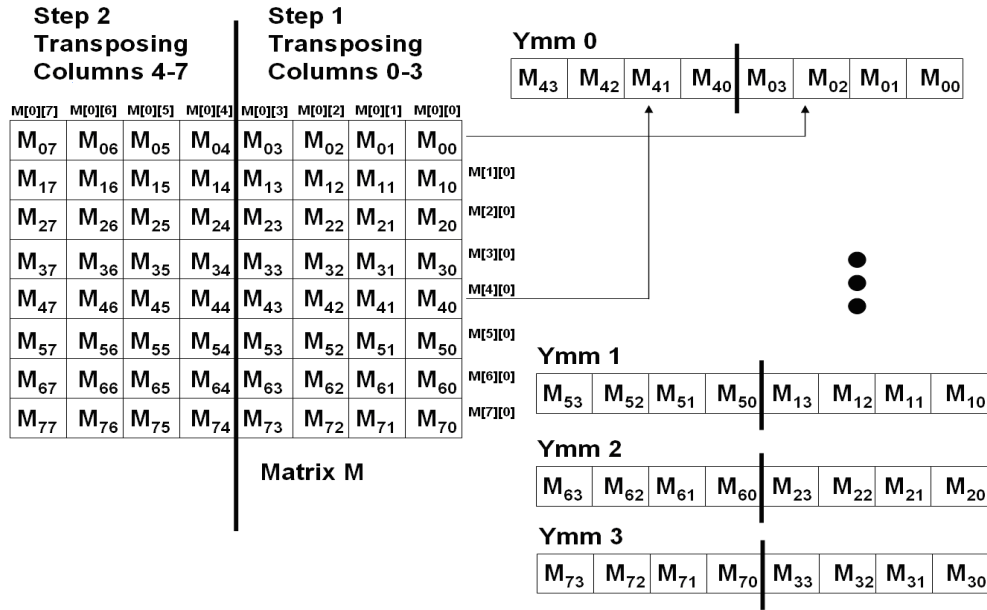 Step 2
Transposing
Columns 4-7
Step 1
Transposing
Columns 0-3
M[0][7] M[0][6] M[0][5] M[0][4] M[0][3] M[0][2] M[0][1] M[0][0]
M07 M06 M05 M04 M03 M02 M01 M00
M17 M16 M15 M14 M13 M12 M11 M10 M[1][0]
M27 M26 M25 M24 M23 M22 M21 M20 M[2][0]
M37 M36 M35 M34 M33 M32 M31 M30 M[3][0]
M47 M46 M45 M44 M43 M42 M41 M40 M[4][0]
M57 M56 M55 M54 M53 M52 M51 M50 M[5][0]
M67 M66 M65 M64 M63 M62 M61 M60 M[6][0]
M77 M76 M75 M74 M73 M72 M71 M70 M[7][0]
Matrix M
Ymm 0
M43 M42 M41 M40 M03 M02 M01 M00
Ymm 1
M53 M52 M51 M50 M13 M12 M11 M10
Ymm 2
M63 M62 M61 M60 M23 M22 M21 M20
Ymm 3
M73 M72 M71 M70 M33 M32 M31 M30